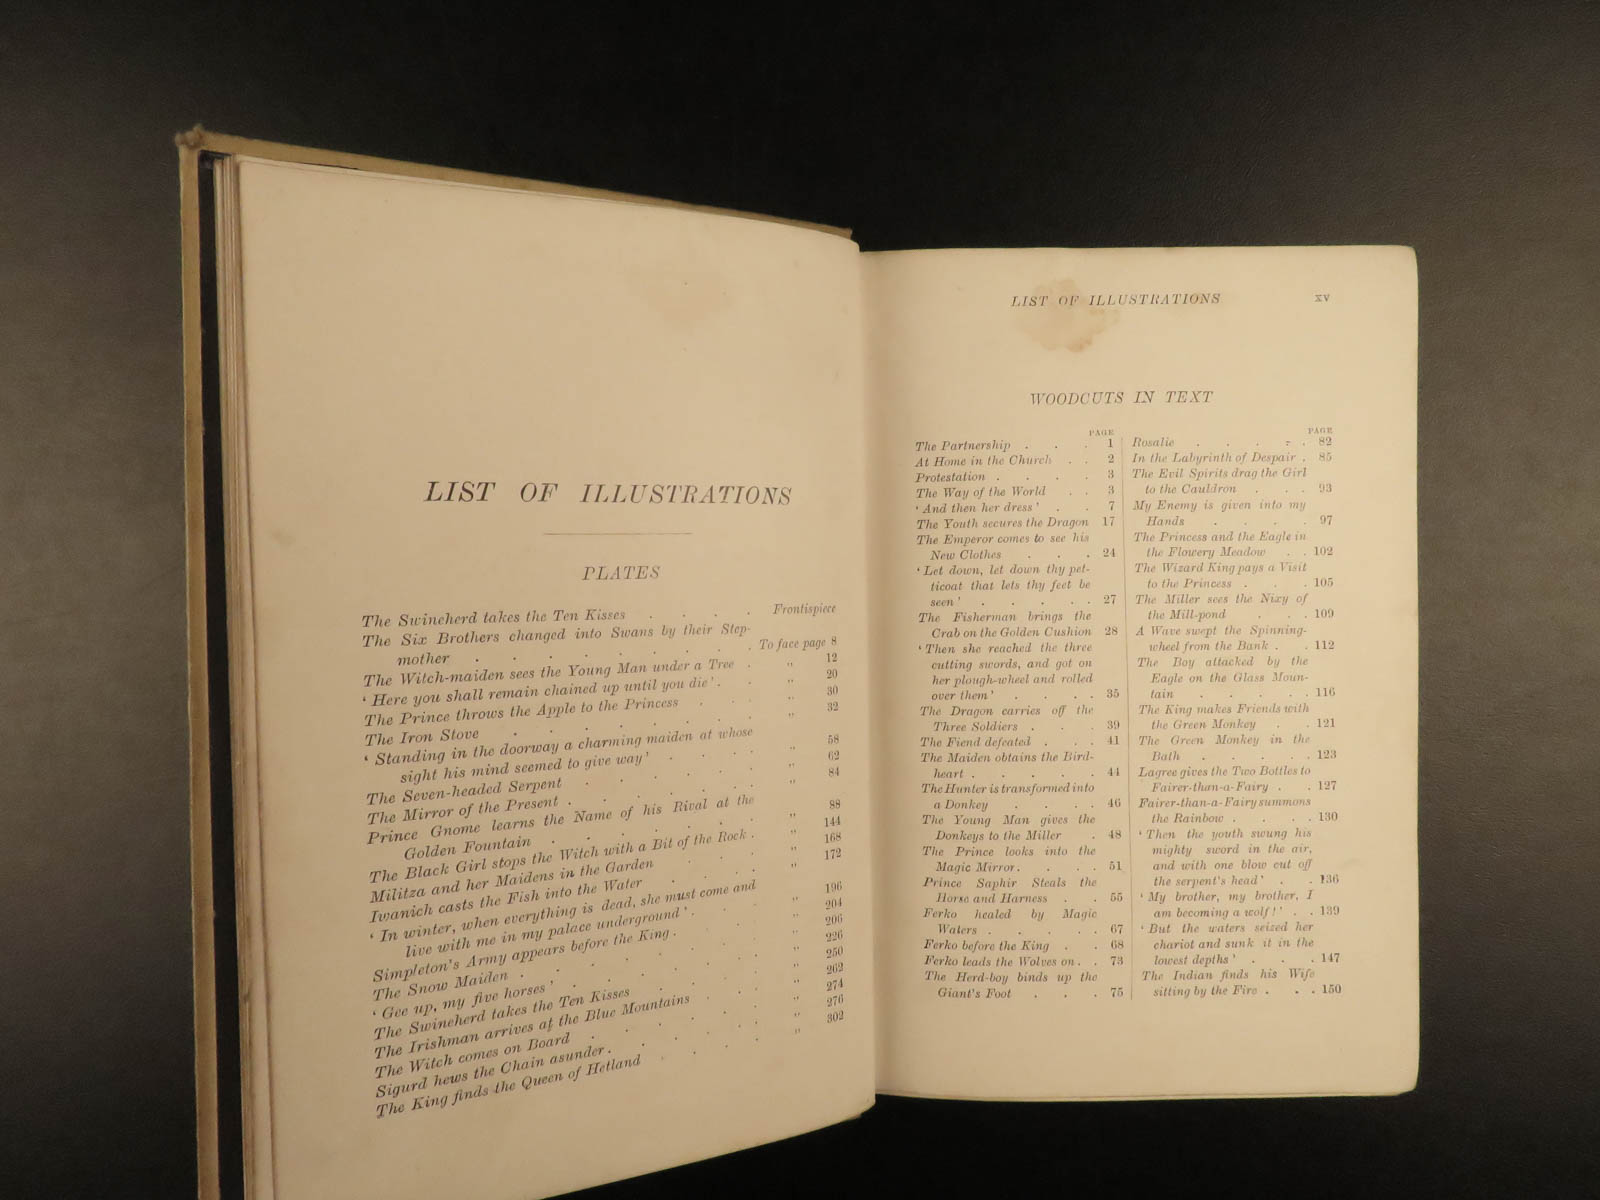 LIST OF ILLUSTRATIONS
PLATES
The Swineherd takes the Ten Kisses . . . . Frontispiece
The Six Brothers changed into Swans by their Step-
mother . . . . . . . . To face page 8
The Witch-maiden sees the Young Man under a Tree . " 12
' Here you shall remain chained up until you die' . . " 20
The Prince throws the Apple to the Princess . . . " 30
The Iron Stove . . . . . . . " 32
' Standing in the doorway a charming maiden at whose
sight his mind seemed to give way' . . . . " 58
The Seven-headed Serpent . . . . . . " 62
The Mirror of the Present . . . . . . " 84
Prince Gnome learns the Name of his Rival at the
Golden Fountain . . . . . . . " 88
The Black Girl stops the Witch with a Bit of the Rock . " 144
Militza and her Maidens in the Garden . . . " 168
Iwanich casts the Fish into the Water . . . . " 172
' In winter, when everything is dead, she must come and
live with me in my palace underground' . . . " 196
Simpleton's Army appears before the King . . . " 204
The Snow Maiden . . . . . . . " 206
' Gee up, my five horses' . . . . . . " 226
The Swineherd takes the Ten Kisses . . . . " 250
The Irishman arrives at the Blue Mountains . . . " 262
The Witch comes on Board . . . . . . " 274
Sigurd hews the Chain asunder . . . . . " 276
The King finds the Queen of Hetland . . . . " 302
LIST OF ILLUSTRATIONS xv
WOODCUTS IN TEXT
PAGE
The Partnership . . . 1
At Home in the Church . . 2
Protestation . . . . 3
The Way of the World . . 3
' And then her dress' . . 7
The Youth secures the Dragon 17
The Emperor comes to see his
New Clothes . . . 24
' Let down, let down thy pet-
ticoat that lets thy feet be
seen' . . . . . 27
The Fisherman brings the
Crab on the Golden Cushion 28
' Then she reached the three
cutting swords, and got on
her plough-wheel and rolled
over them' . . . . 35
The Dragon carries off the
Three Soldiers . . . 39
The Fiend defeated . . . 41
The Maiden obtains the Bird-
heart . . . . . 44
The Hunter is transformed into
a Donkey . . . . 46
The Young Man gives the
Donkeys to the Miller . 48
The Prince looks into the
Magic Mirror . . . . 51
Prince Saphir Steals the
Horse and Harness . . 55
Ferko healed by Magic
Waters . . . . . 67
Ferko before the King . . 68
Ferko leads the Wolves on . . 73
The Herd-boy binds up the
Giant's Foot . . . 75
PAGE
Rosalie . . . . . 82
In the Labyrinth of Despair . 85
The Evil Spirits drag the Girl
to the Cauldron . . . 93
My Enemy is given into my
Hands . . . . 97
The Princess and the Eagle in
the Flowery Meadow . . 102
The Wizard King pays a Visit
to the Princess . . . 105
The Miller sees the Nixy of
the Mill-pond . . . 109
A Wave swept the Spinning-
wheel from the Bank . . 112
The Boy attacked by the
Eagle on the Glass Moun-
tain . . . . . 116
The King makes Friends with
the Green Monkey . . 121
The Green Monkey in the
Bath . . . . . 123
Lagree gives the Two Bottles to
Fairer-than-a-Fairy . . 127
Fairer-than-a-Fairy summons
the Rainbow . . . . 130
' Then the youth swung his
mighty sword in the air,
and with one blow cut off
the serpent's head' . . 136
' My brother, my brother, I
am becoming a wolf!' . . 139
' But the waters seized her
chariot and sunk it in the
lowest depths' . . . 147
The Indian finds his Wife
sitting by the Fire . . . 150